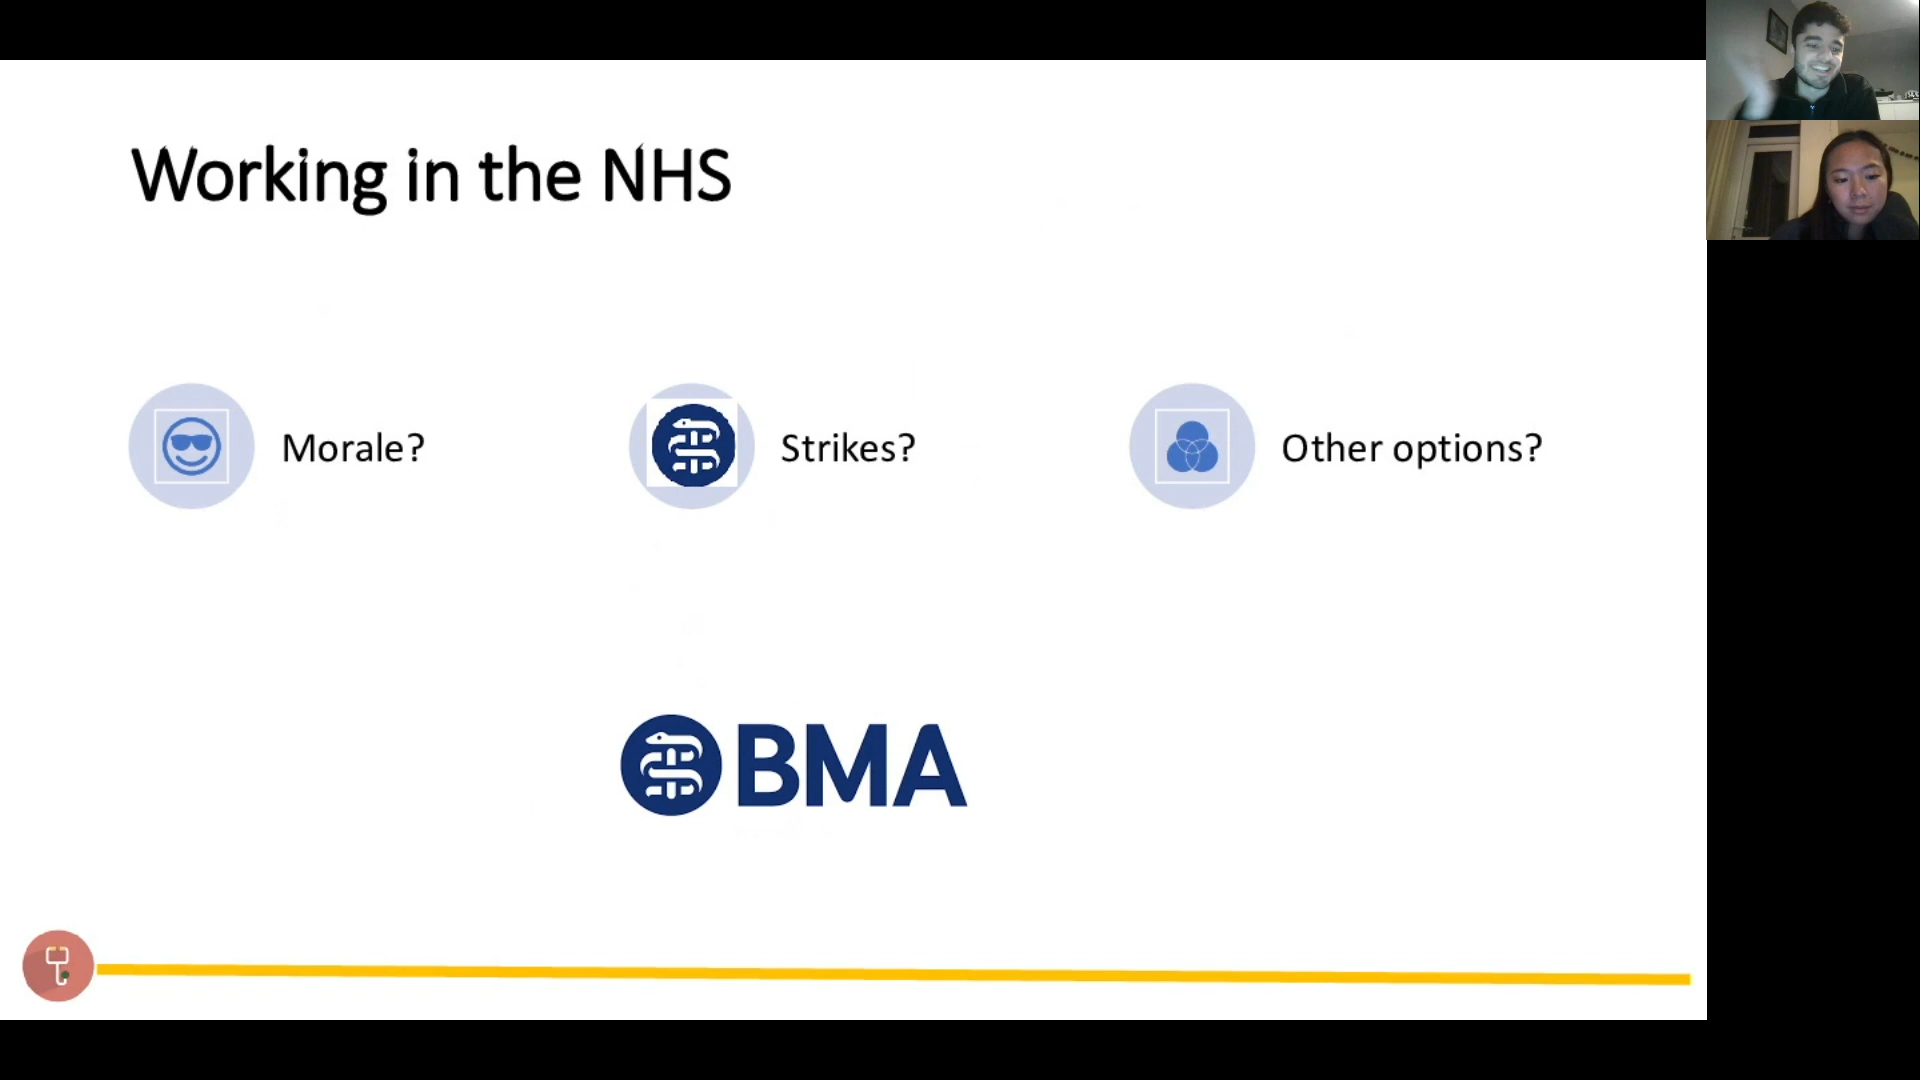 Working in the NHS
Morale?
Strikes?
Other options?
BMA